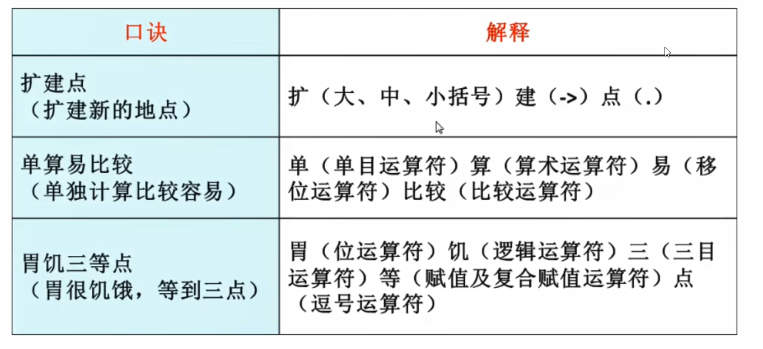 口诀
解释
扩建点
（扩建新的地点）
扩（大、中、小括号）建（->）点（.）
单算易比较
（单独计算比较容易）
单（单目运算符）算（算术运算符）易（移
位运算符）比较（比较运算符）
胃饥三等点
（胃很饥饿，等到三点）
胃（位运算符）饥（逻辑运算符）三（三目
运算符）等（赋值及复合赋值运算符）点
（逗号运算符）